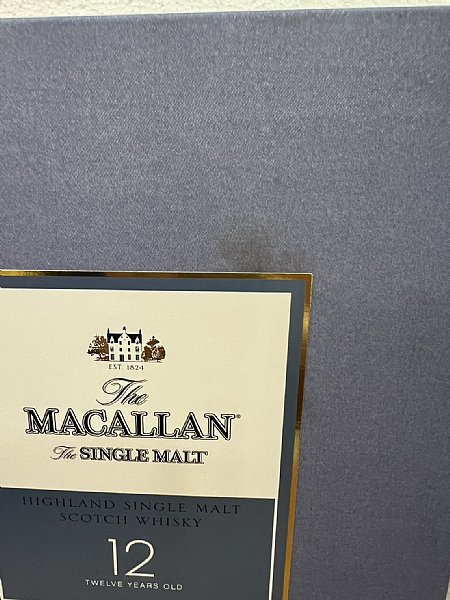 EST. 1824
The
MACALLAN®
The SINGLE MALT
HIGHLAND SINGLE MALT
SCOTCH WHISKY
12
TWELVE YEARS OLD